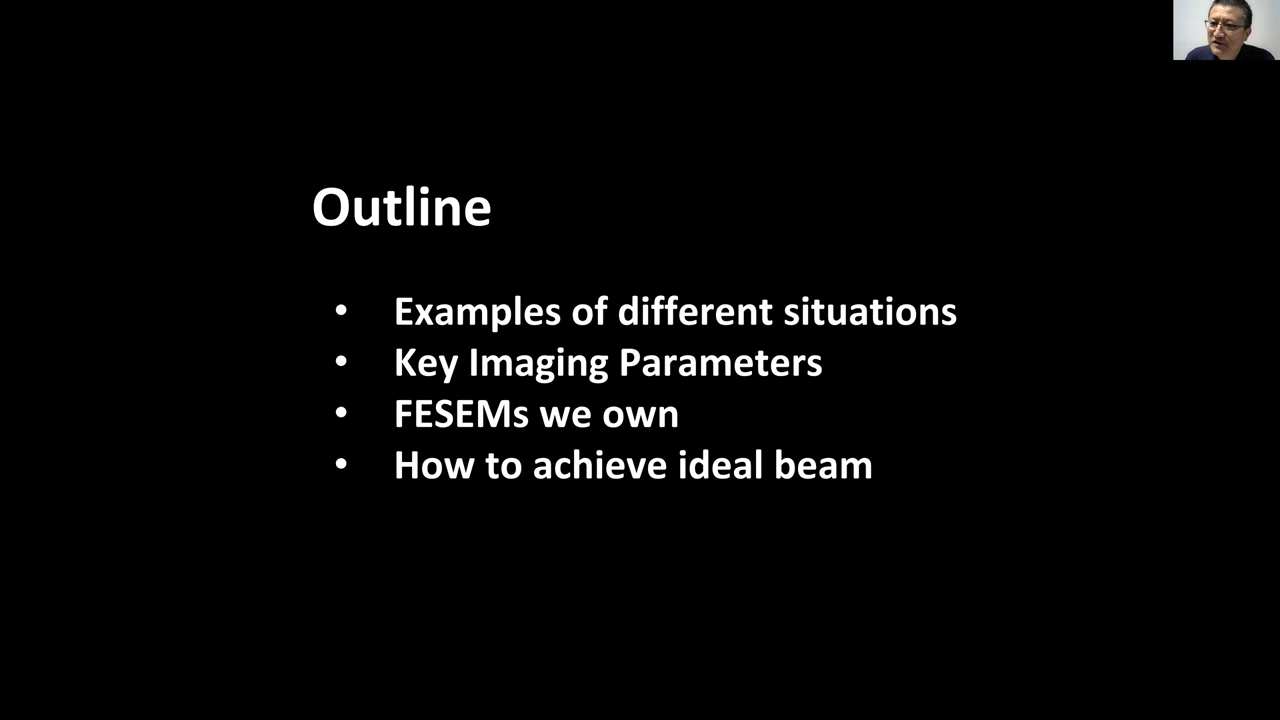 Outline
• Examples of different situations
• Key Imaging Parameters
• FESEMs we own
• How to achieve ideal beam